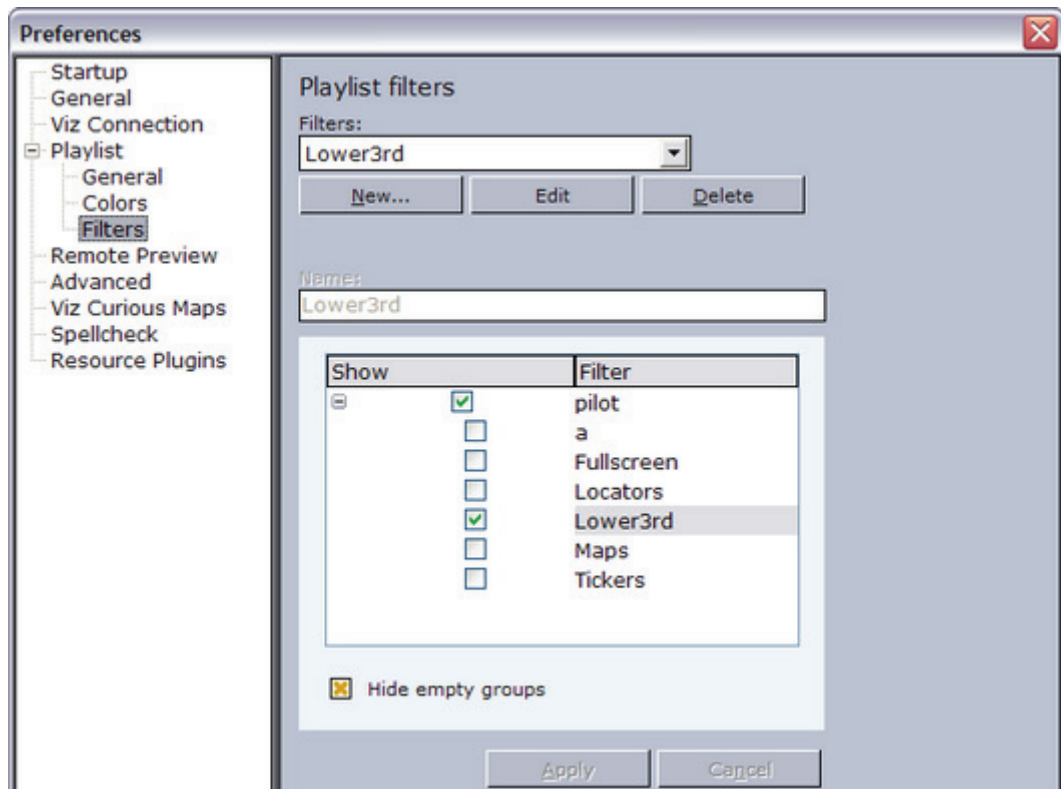 Preferences
Startup
General
Viz Connection
Playlist
General
Colors
Filters
Remote Preview
Advanced
Viz Curious Maps
Spellcheck
Resource Plugins
Playlist filters
Filters:
Lower3rd
New... Edit Delete
Name:
Lower3rd
Show Filter
pilot
a
Fullscreen
Locators
Lower3rd
Maps
Tickers
Hide empty groups
Apply Cancel